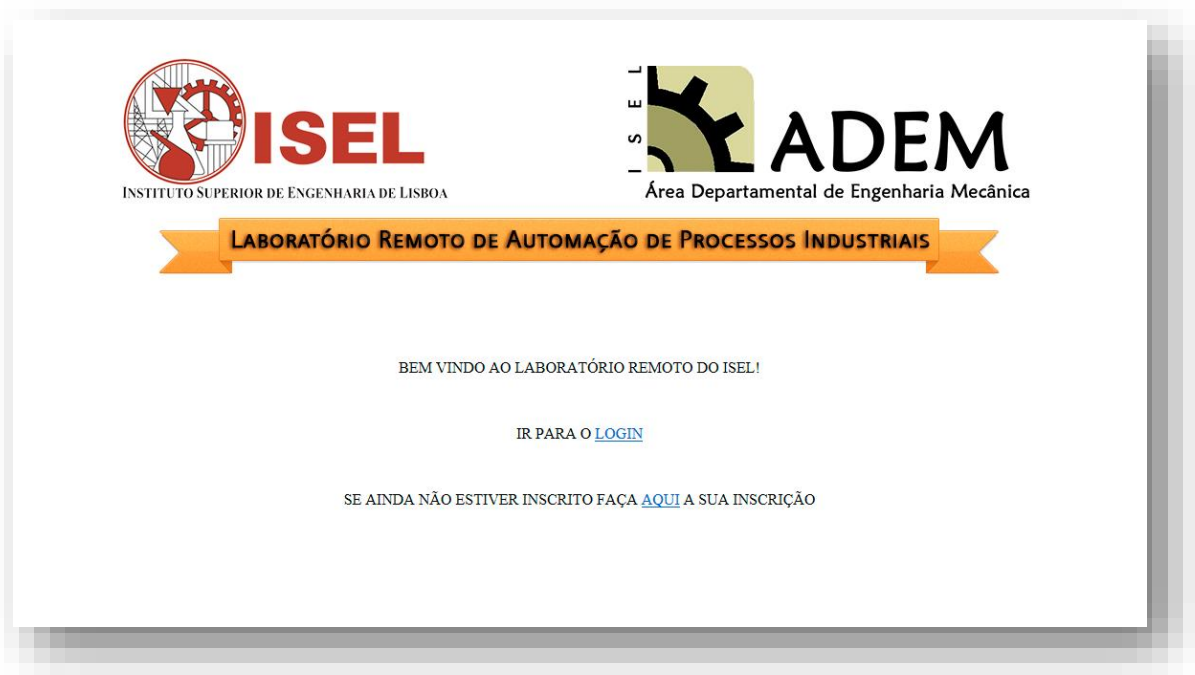 ISEL
INSTITUTO SUPERIOR DE ENGENHARIA DE LISBOA
ISEL
ADEM
Área Departamental de Engenharia Mecânica
LABORATÓRIO REMOTO DE AUTOMAÇÃO DE PROCESSOS INDUSTRIAIS
BEM VINDO AO LABORATÓRIO REMOTO DO ISEL!
IR PARA O LOGIN
SE AINDA NÃO ESTIVER INSCRITO FAÇA AQUI A SUA INSCRIÇÃO